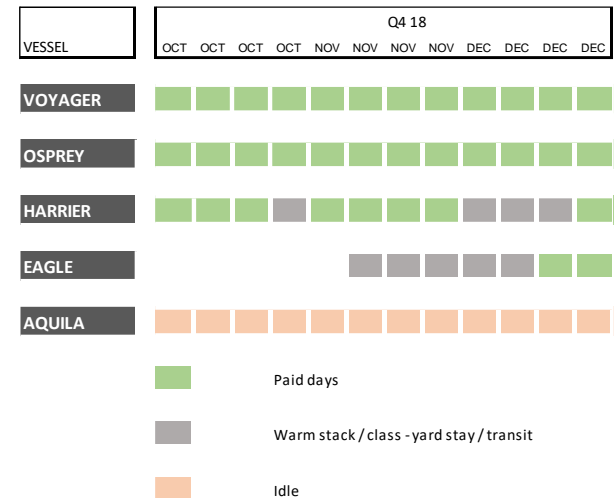 Q4 18
VESSEL OCT OCT OCT OCT NOV NOV NOV NOV DEC DEC DEC DEC
VOYAGER
OSPREY
HARRIER
EAGLE
AQUILA
Paid days
Warm stack / class - yard stay / transit
Idle